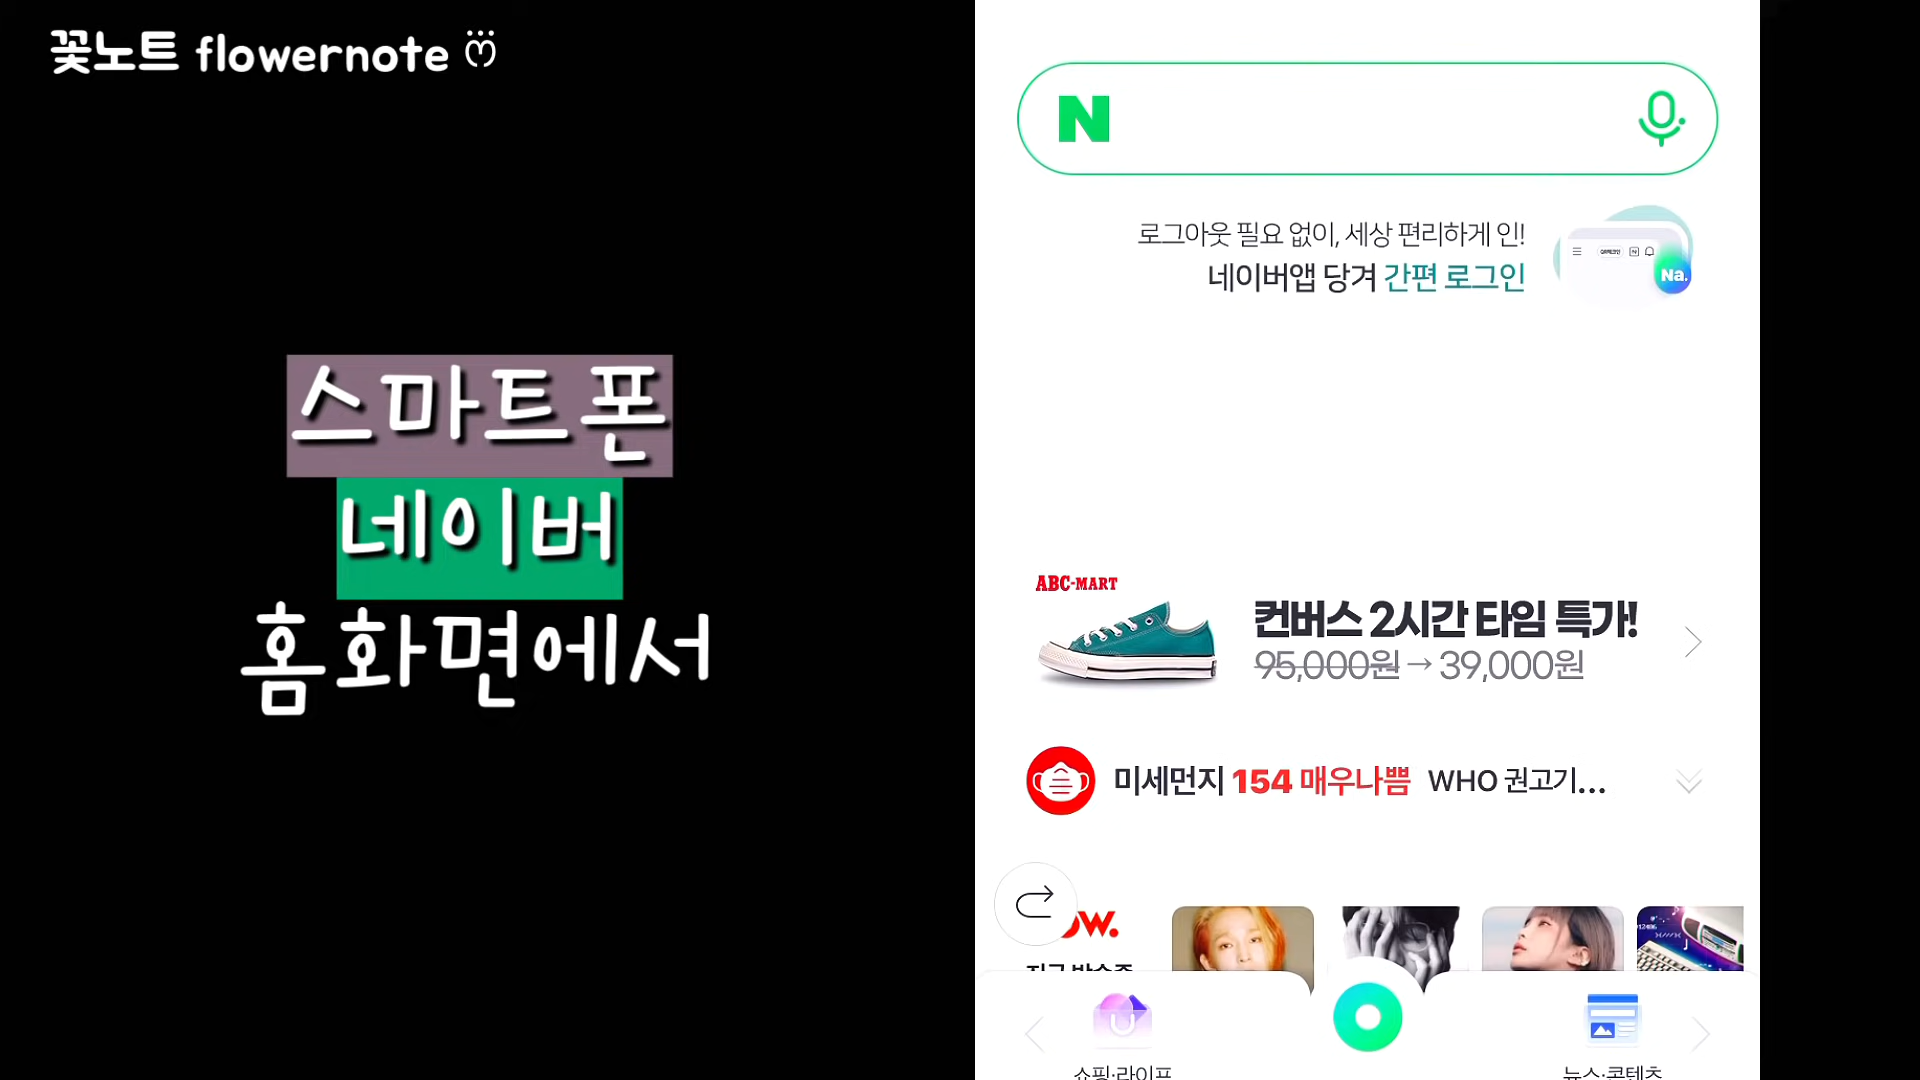 꽃노트 flowernote ෆ̈
스마트폰
네이버
홈화면에서
N
로그아웃 필요 없이, 세상 편리하게 인!
네이버앱 당겨 간편 로그인
Na.
ABC-MART
컨버스 2시간 타임 특가!
95,000원 → 39,000원
미세먼지 154 매우나쁨 WHO 권고기...
쇼핑·라이프
뉴스·콘텐츠